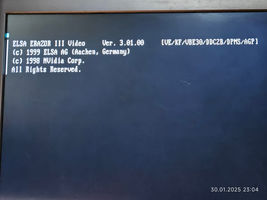 ELSA ERAZOR III Video Ver. 3.01.00 [VE/RF/VBE30/DDC2B/DPMS/AGP]
(c) 1999 ELSA AG (Aachen, Germany)
(c) 1998 NVidia Corp.
All Rights Reserved.
30.01.2025 23:04